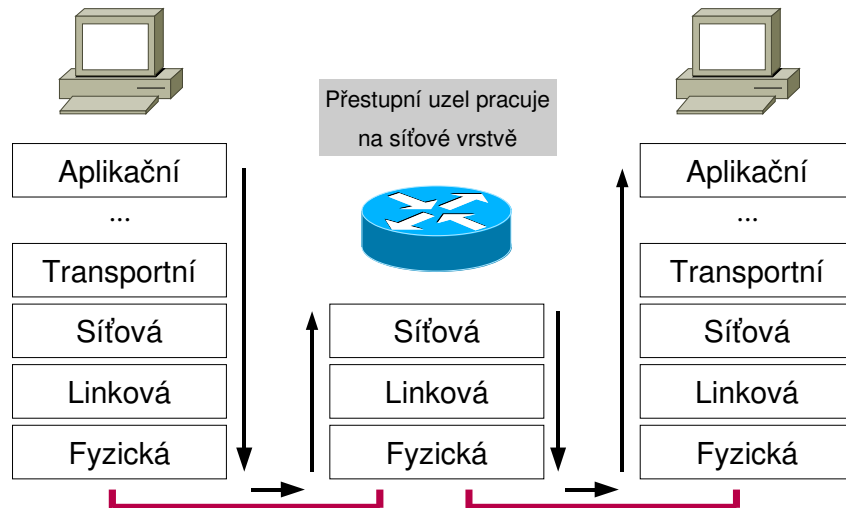 Přestupní uzel pracuje
na síťové vrstvě
Aplikační
...
Transportní
Síťová
Linková
Fyzická
Síťová
Linková
Fyzická
Aplikační
...
Transportní
Síťová
Linková
Fyzická